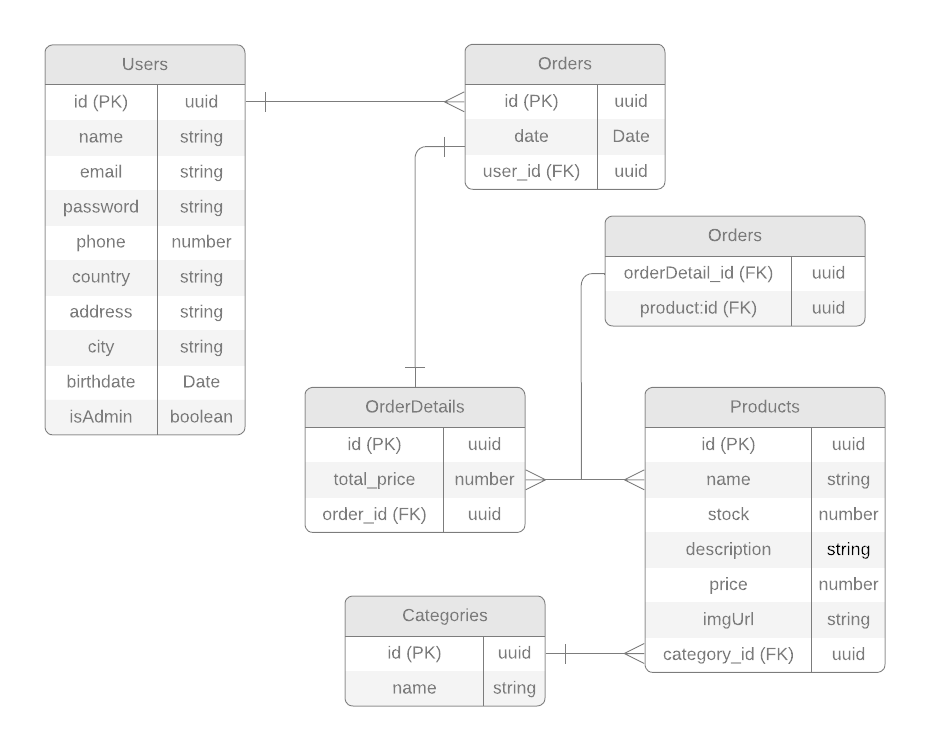 Users
id (PK) uuid
name string
email string
password string
phone number
country string
address string
city string
birthdate Date
isAdmin boolean
Orders
id (PK) uuid
date Date
user_id (FK) uuid
Orders
orderDetail_id (FK) uuid
product:id (FK) uuid
OrderDetails
id (PK) uuid
total_price number
order_id (FK) uuid
Products
id (PK) uuid
name string
stock number
description string
price number
imgUrl string
category_id (FK) uuid
Categories
id (PK) uuid
name string